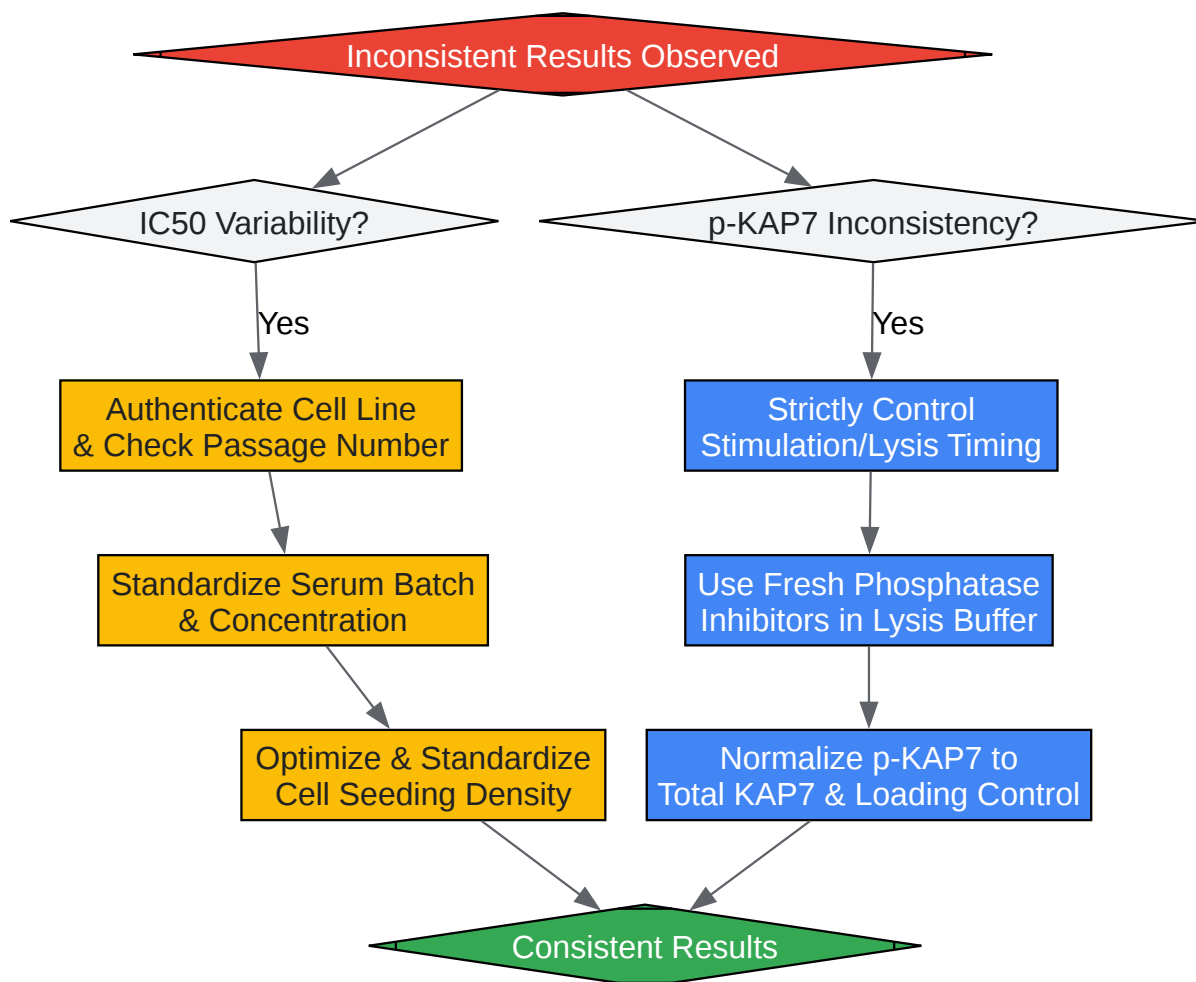 Inconsistent Results Observed
IC50 Variability?
p-KAP7 Inconsistency?
Yes
Yes
Authenticate Cell Line
& Check Passage Number
Strictly Control
Stimulation/Lysis Timing
Standardize Serum Batch
& Concentration
Use Fresh Phosphatase
Inhibitors in Lysis Buffer
Optimize & Standardize
Cell Seeding Density
Normalize p-KAP7 to
Total KAP7 & Loading Control
Consistent Results